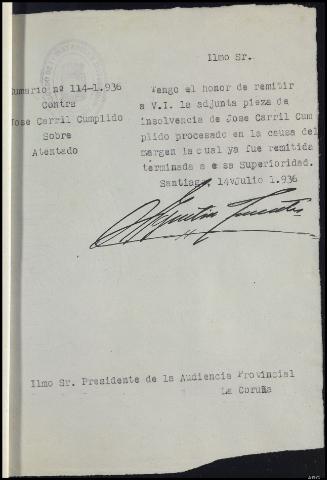 Ilmo Sr.
umario nº 114-1.936
Contra
Jose Carril Cumplido
Sobre
Atentado
Tengo el honor de remitir
a V.I. la adjunta pieza de
insolvencia de Jose Carril Cum
plido procesado en la causa del
margen la cual ya fue remitida
terminada a esa Superioridad.
Santiago, 14 Julio 1.936
Ilmo Sr. Presidente de la Audiencia Provincial
La Coruña